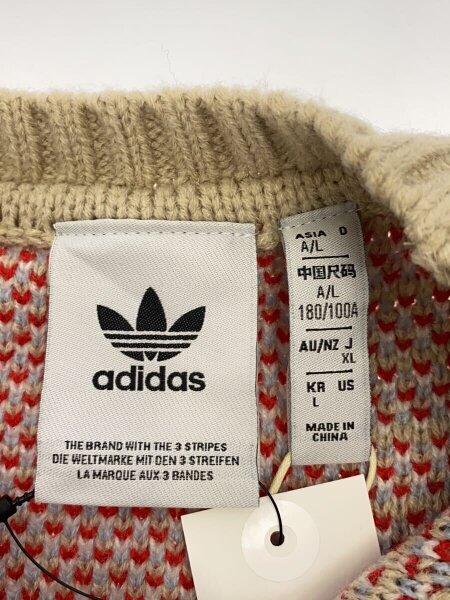 adidas
THE BRAND WITH THE 3 STRIPES
DIE WELTMARKE MIT DEN 3 STREIFEN
LA MARQUE AUX 3 BANDES
ASIA D
A/L
中国尺码
A/L
180/100A
AU/NZ J
XL
KR US
L
MADE IN
CHINA